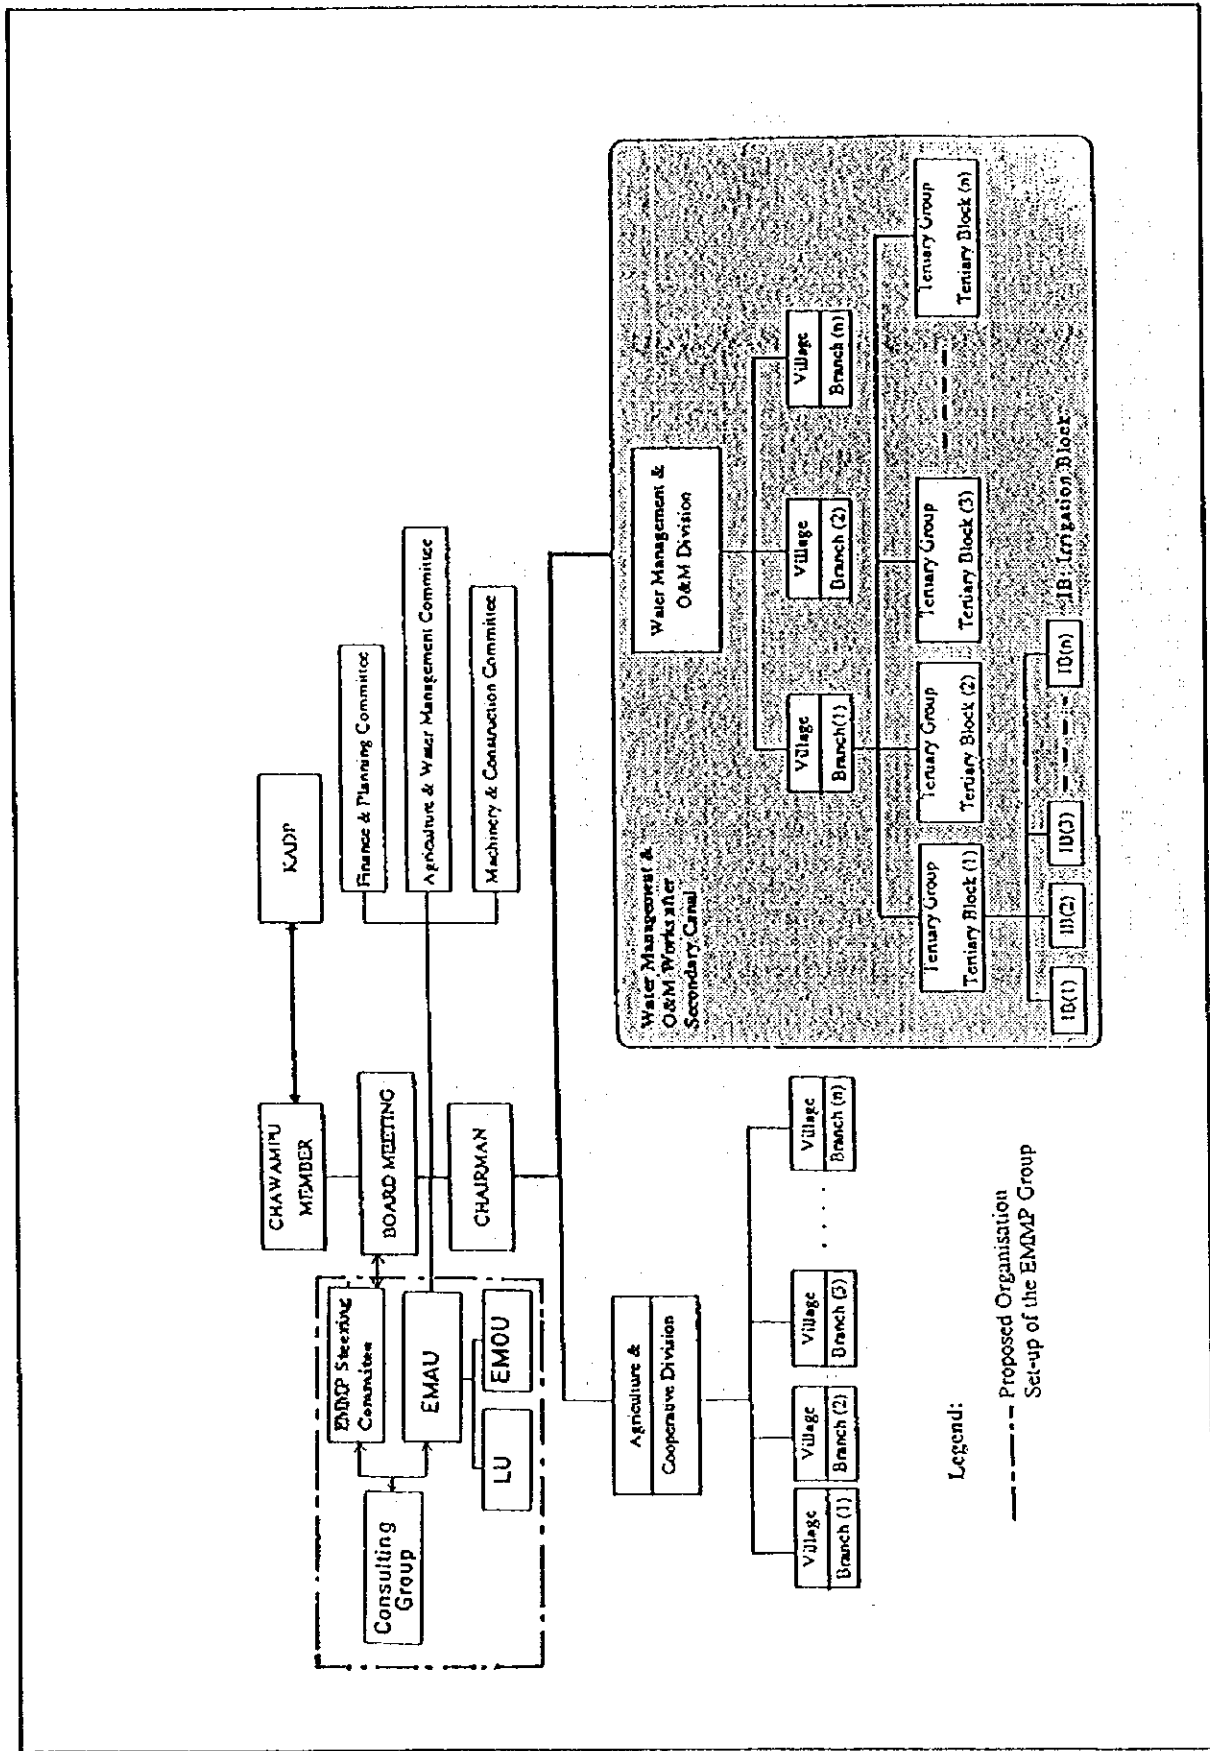 CHAWAMPU
MEMBER
KADP
EMMP Steering
Commitee
BOARD MEETING
Finance & Planning Committee
Consulting
Group
EMAU
Agriculture & Water Management Committee
LU
EMOU
CHAIRMAN
Machinery & Construction Committee
Agriculture &
Cooperative Division
Water Management &
O&M Works after
Secondary Canal
Water Management &
O&M Division
Village
Branch (1)
Village
Branch (2)
Village
Branch (3)
. . . .
Village
Branch (n)
Village
Branch(1)
Village
Branch (2)
Village
Branch (n)
Tertiary Group
Tertiary Block (1)
Tertiary Group
Tertiary Block (2)
Tertiary Group
Tertiary Block (3)
Tertiary Group
Tertiary Block (n)
IB(1)
IB(2)
IB(3)
IB(n)
IB: Irrigation Block
Legend:
Proposed Organisation
Set-up of the EMMP Group